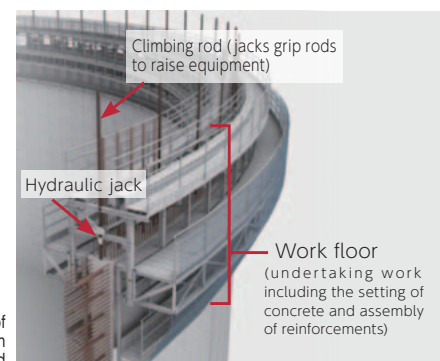 Climbing rod (jacks grip rods
to raise equipment)
Hydraulic jack
Work floor
(undertaking work
including the setting of
concrete and assembly
of reinforcements)
of